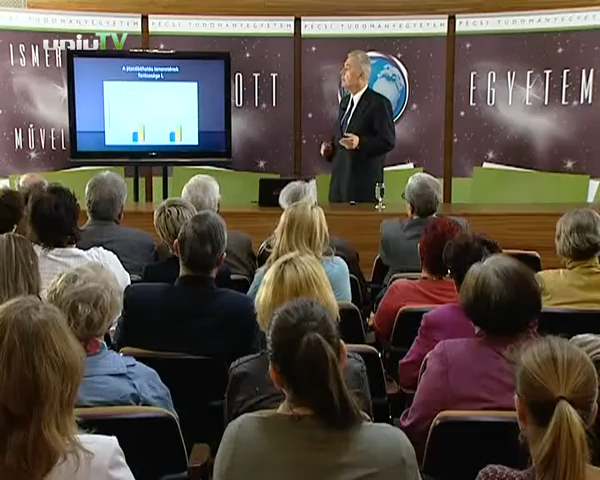 PÉCSI TUDOMÁNYEGYETEM PÉCSI TUDOMÁNYEGYETEM PÉCSI TUDOMÁNYEGYETEM
uniuTV
ISMER
OTT
EGYETEM
MŰVEL